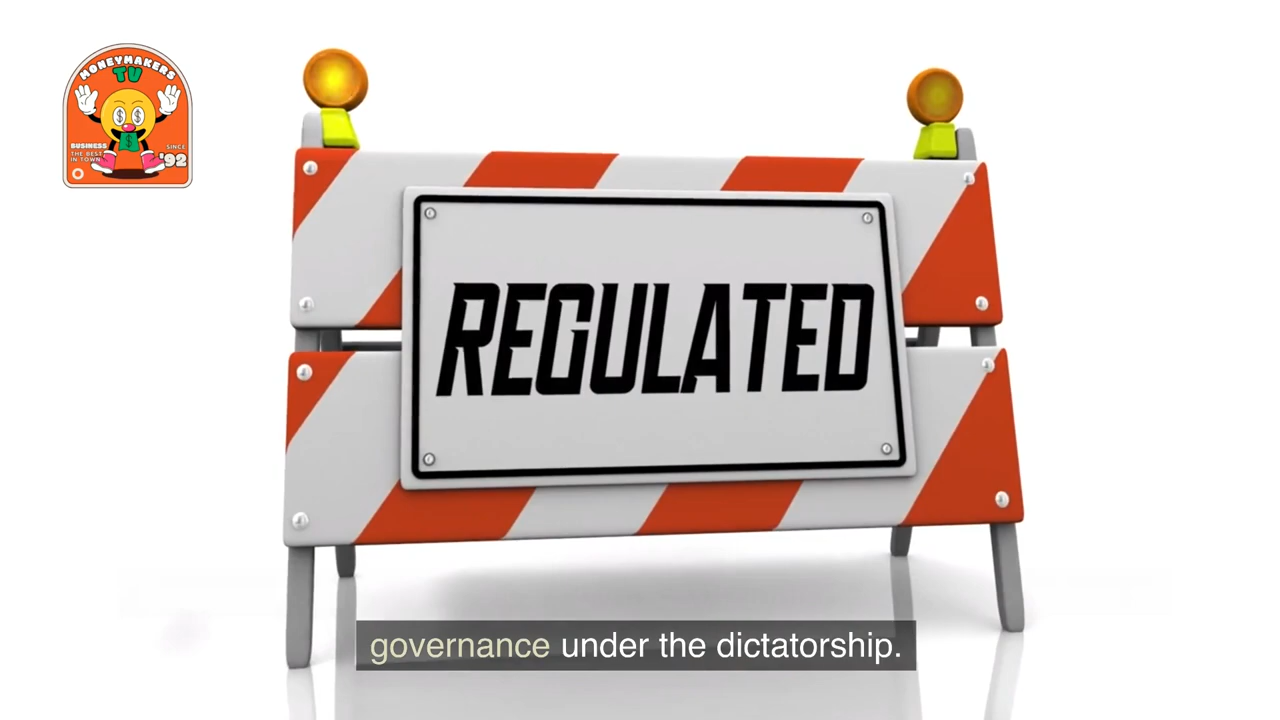 MONEYMAKERS
TV
BUSINESS
THE BEST
IN TOWN
SINCE
'92
REGULATED
governance under the dictatorship.